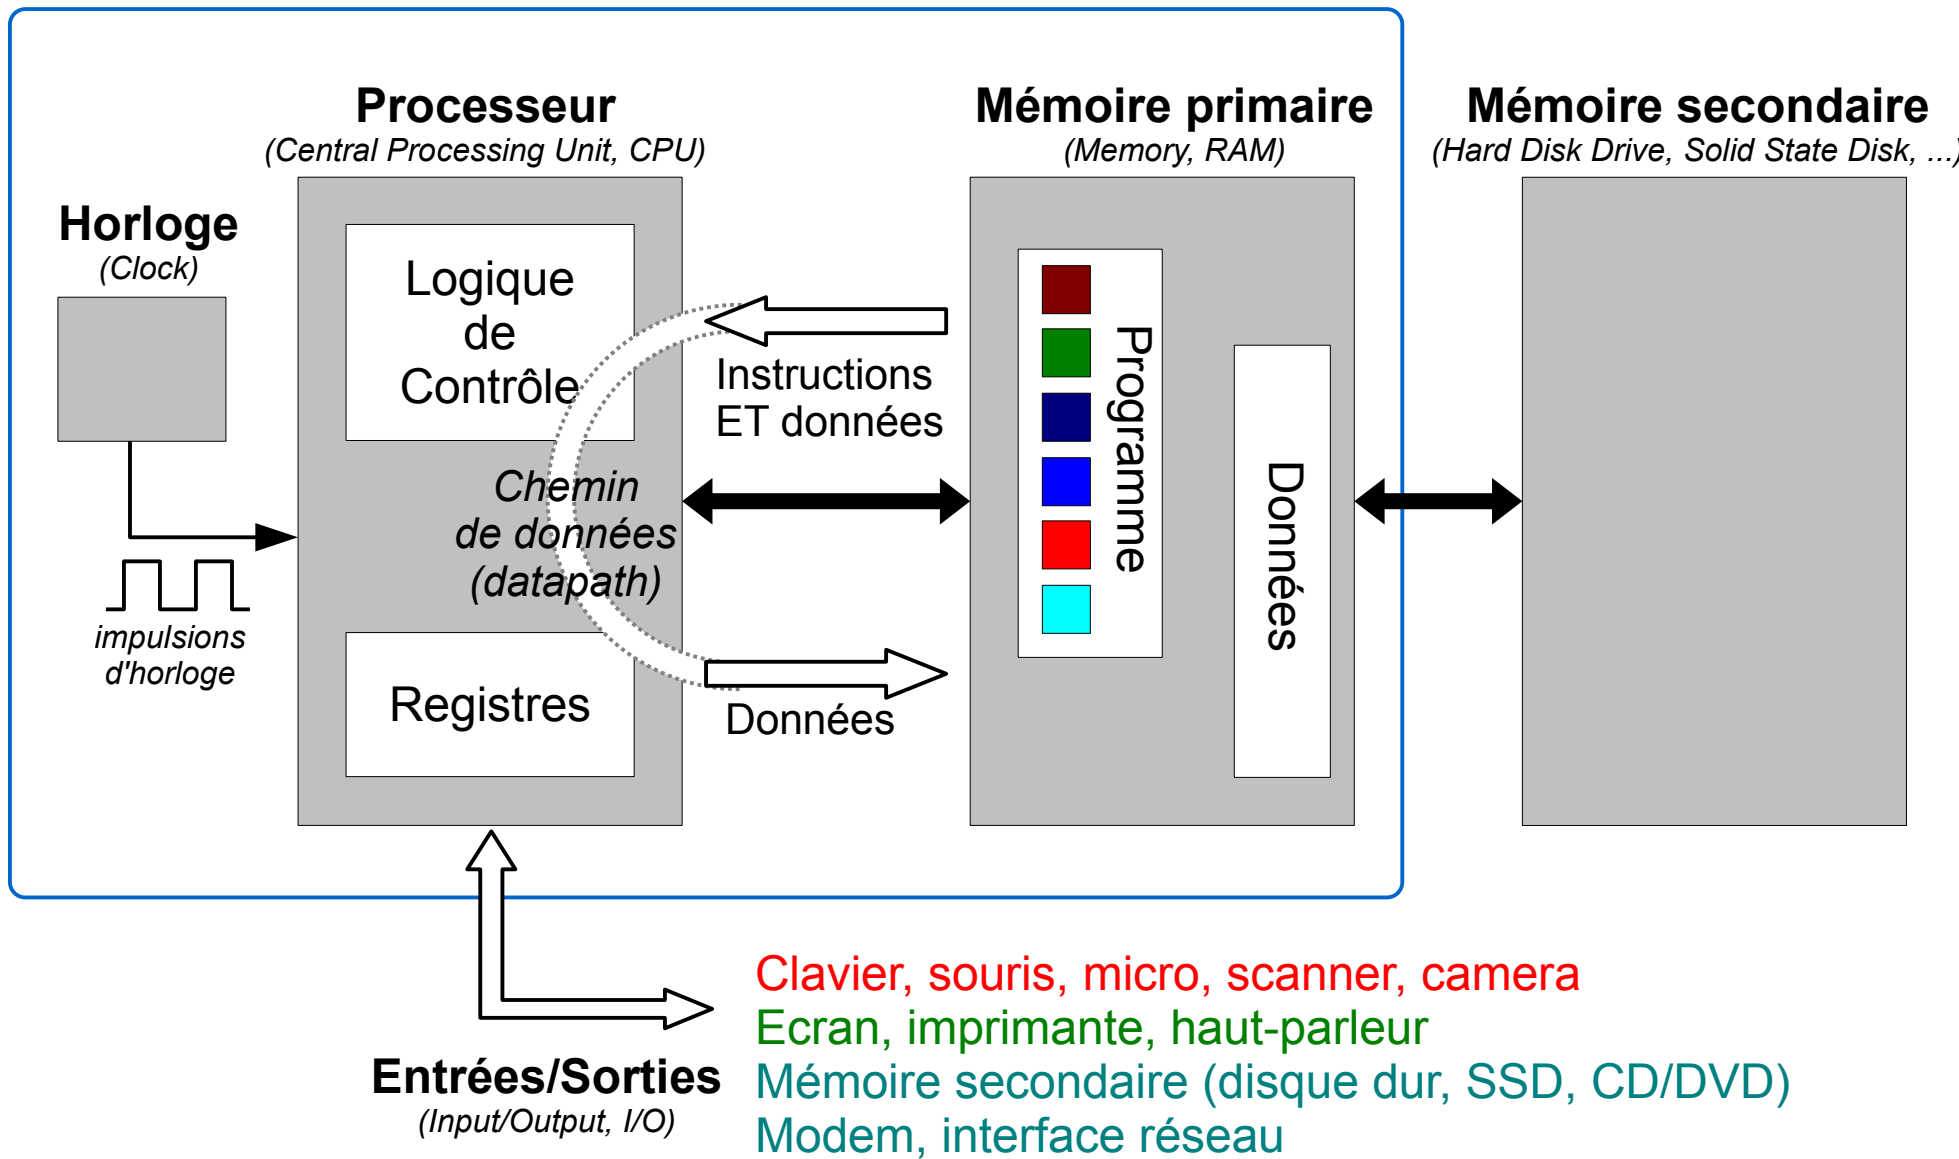 Processeur
(Central Processing Unit, CPU)
Mémoire primaire
(Memory, RAM)
Mémoire secondaire
(Hard Disk Drive, Solid State Disk, ...)
Horloge
(Clock)
impulsions
d'horloge
Logique
de
Contrôle
Chemin
de données
(datapath)
Registres
Instructions
ET données
Données
Programme
Données
Entrées/Sorties
(Input/Output, I/O)
Clavier, souris, micro, scanner, camera
Ecran, imprimante, haut-parleur
Mémoire secondaire (disque dur, SSD, CD/DVD)
Modem, interface réseau